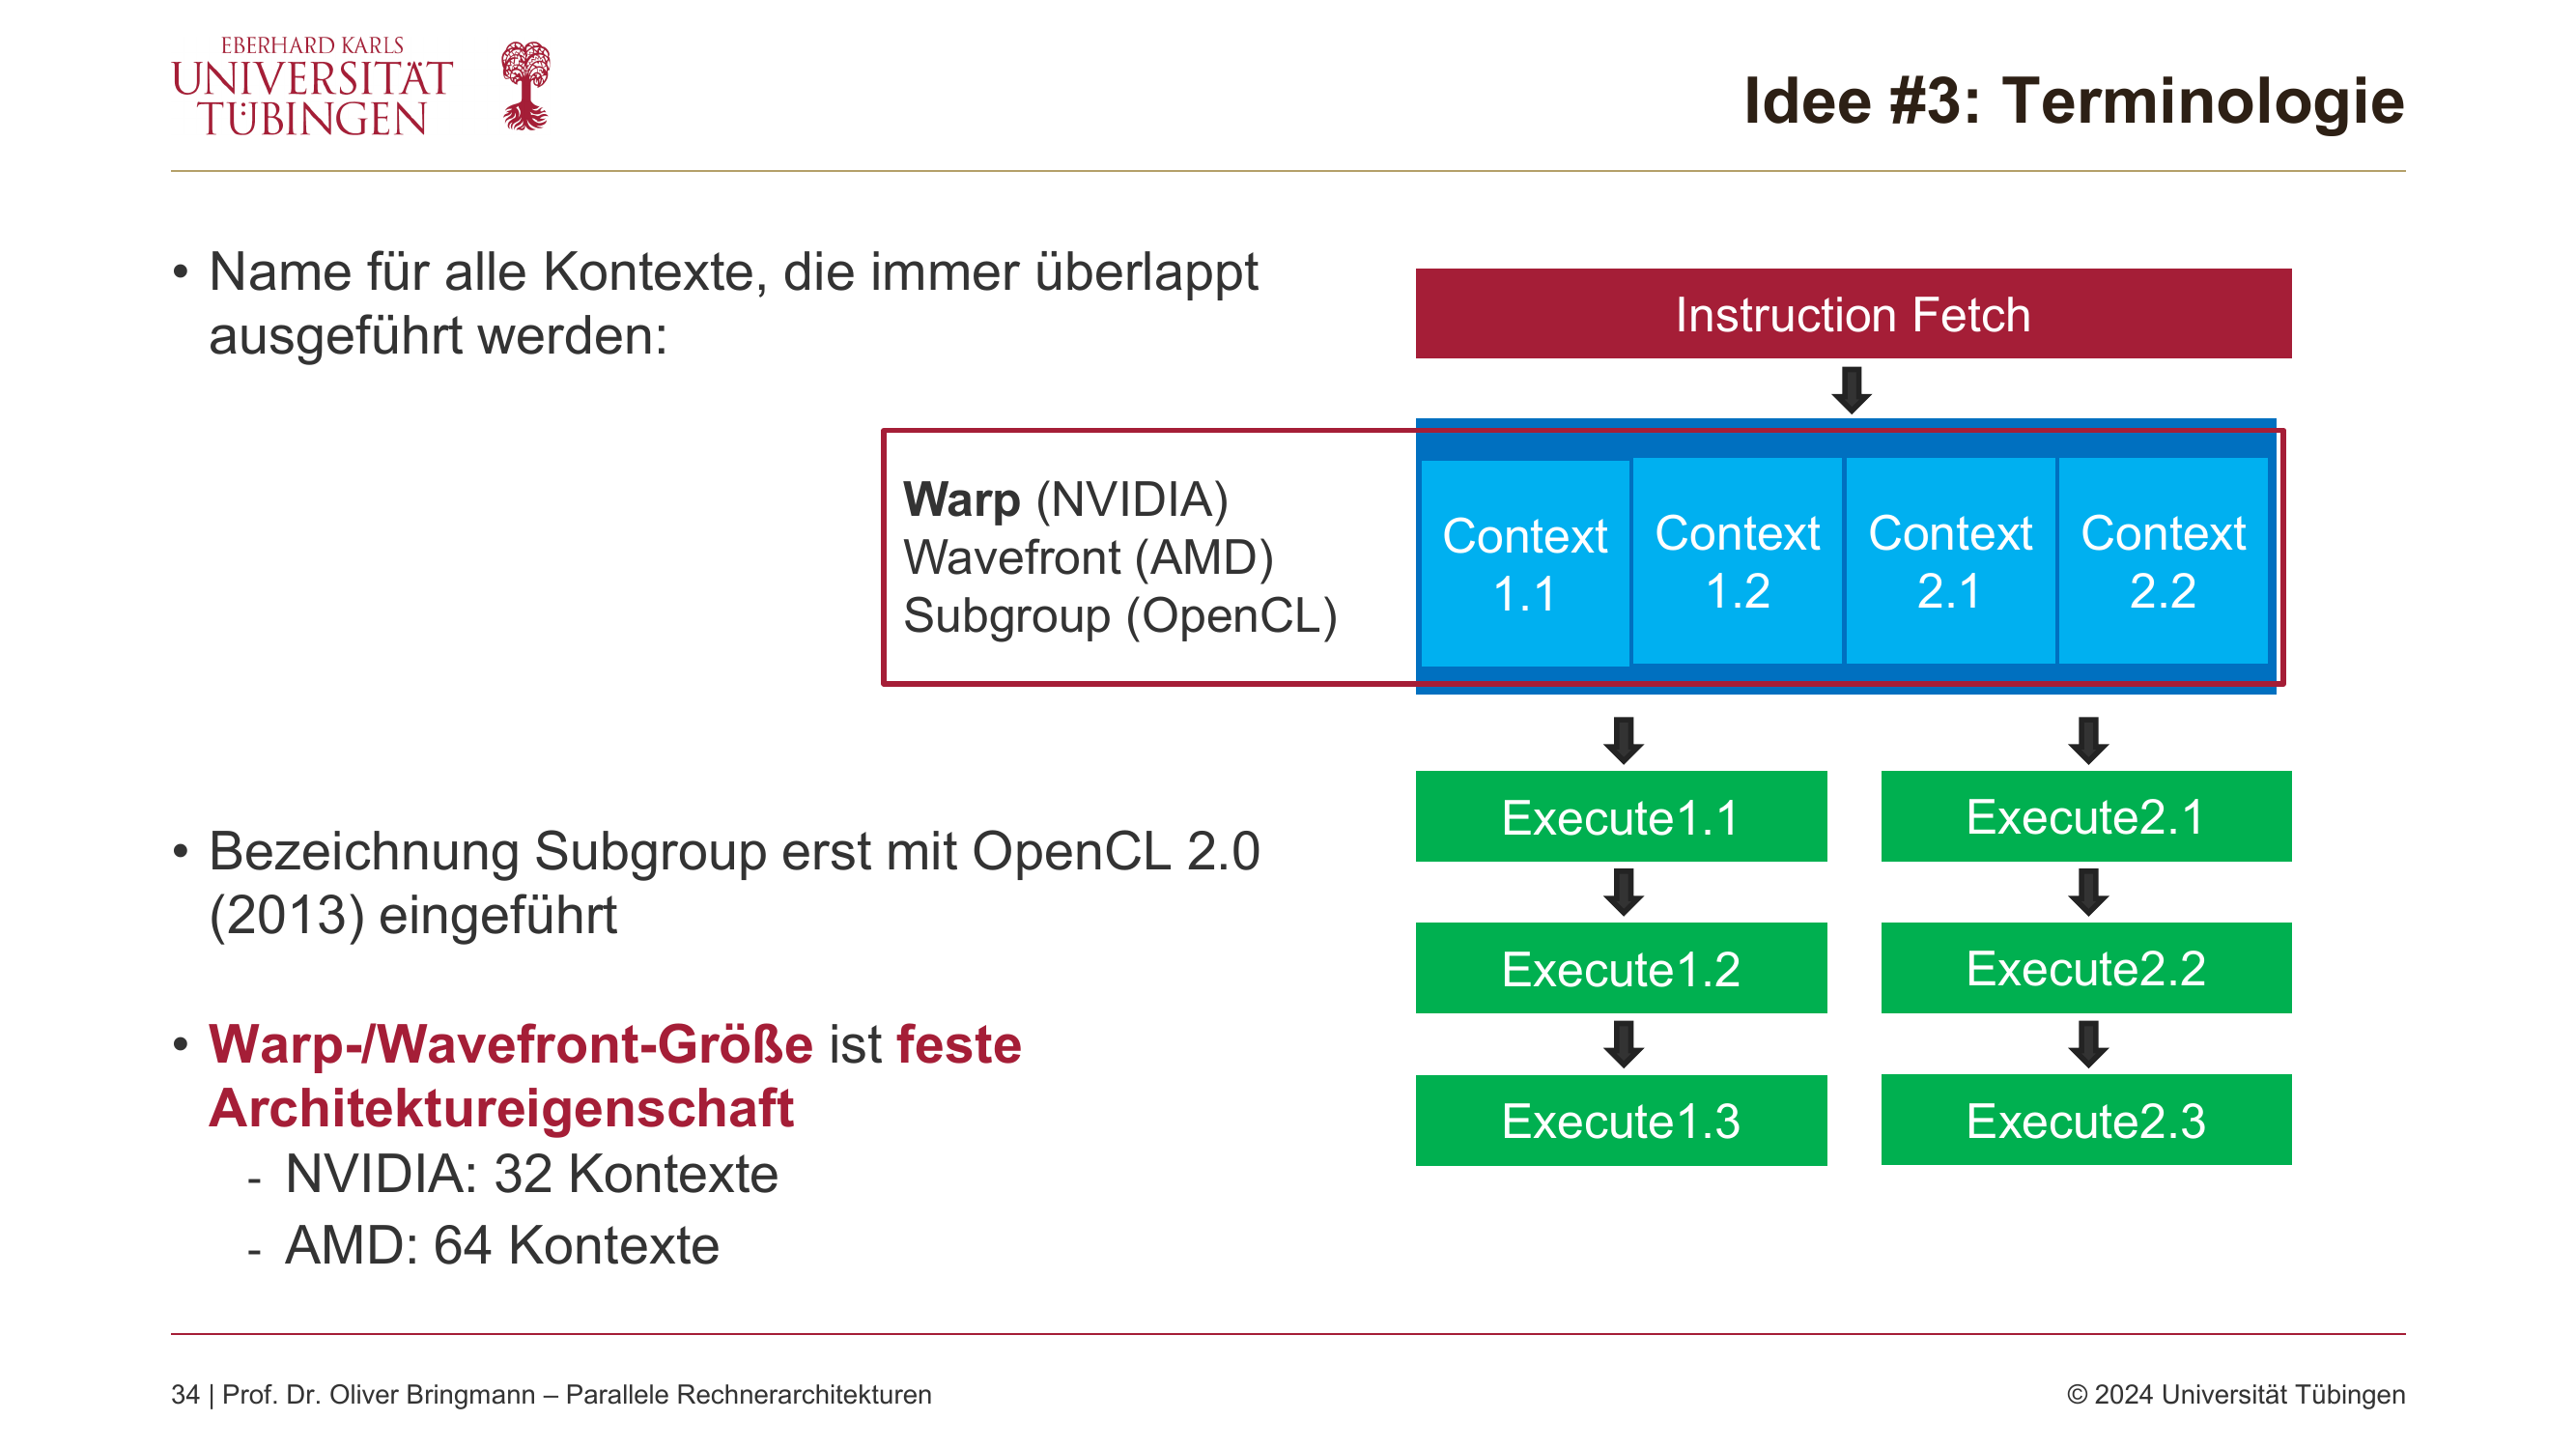 EBERHARD KARLS
UNIVERSITÄT
TÜBINGEN
Idee #3: Terminologie
• Name für alle Kontexte, die immer überlappt
ausgeführt werden:
Warp (NVIDIA)
Wavefront (AMD)
Subgroup (OpenCL)
• Bezeichnung Subgroup erst mit OpenCL 2.0
(2013) eingeführt
• Warp-/Wavefront-Größe ist feste
Architektureigenschaft
- NVIDIA: 32 Kontexte
- AMD: 64 Kontexte
Instruction Fetch
Context
1.1
Context
1.2
Context
2.1
Context
2.2
Execute1.1
Execute2.1
Execute1.2
Execute2.2
Execute1.3
Execute2.3
34 | Prof. Dr. Oliver Bringmann – Parallele Rechnerarchitekturen
© 2024 Universität Tübingen